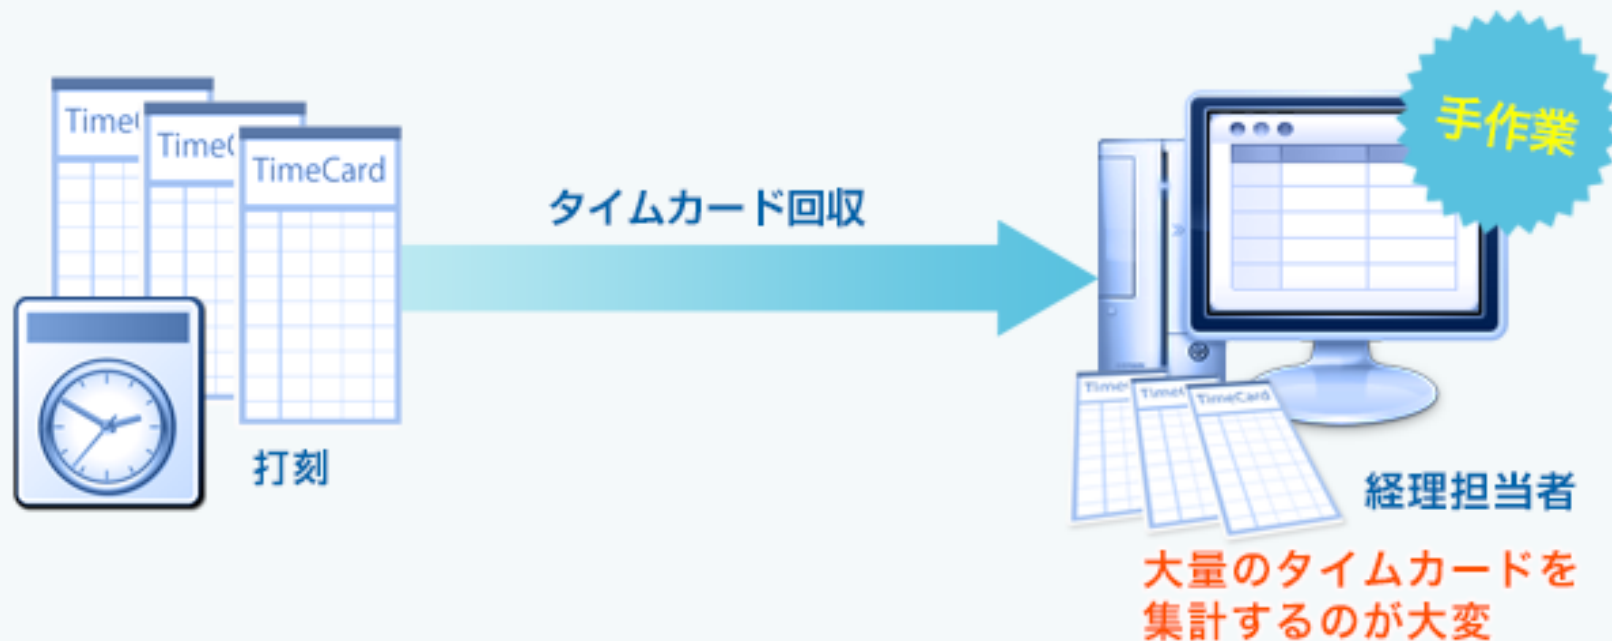 TimeCard
タイムカード回収
手作業
打刻
TimeCard
経理担当者
大量のタイムカードを
集計するのが大変